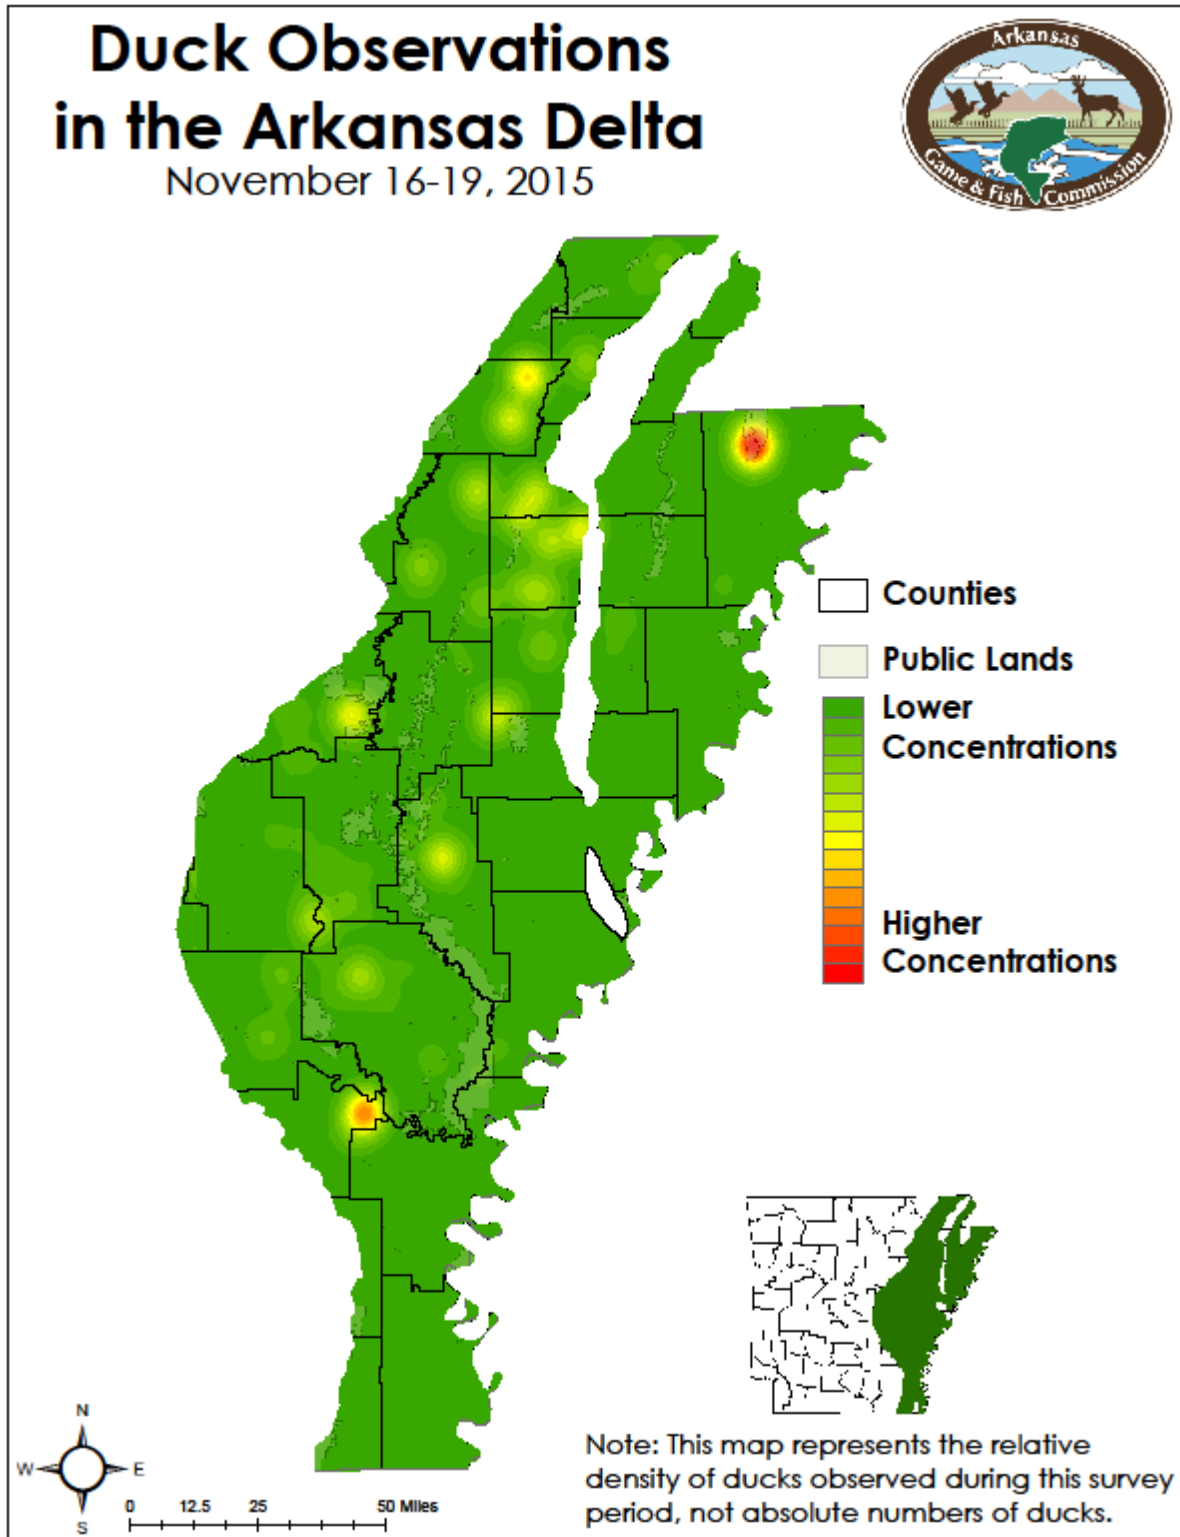 Duck Observations
in the Arkansas Delta
November 16-19, 2015
Arkansas
Game & Fish Commission
Counties
Public Lands
Lower
Concentrations
Higher
Concentrations
N
W E
S
0 12.5 25 50 Miles
Note: This map represents the relative
density of ducks observed during this survey
period, not absolute numbers of ducks.